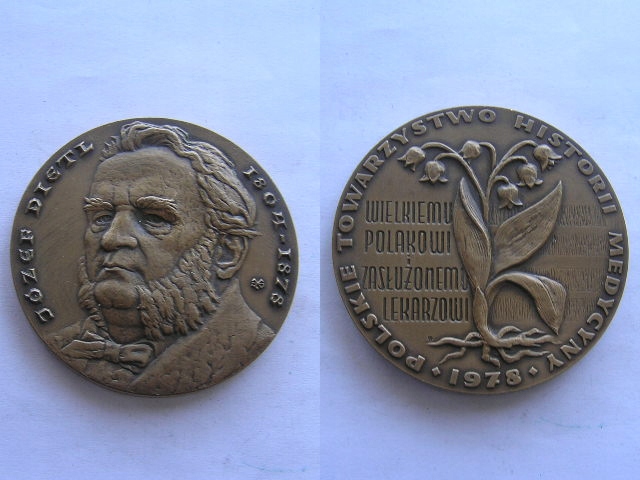 JÓZEF DIETL 1804-1878
POLSKIE TOWARZYSTWO HISTORII MEDYCYNY
WIELKIEMU
POLAKOWI
i
ZASŁUŻONEMU
LEKARZOWI
1978